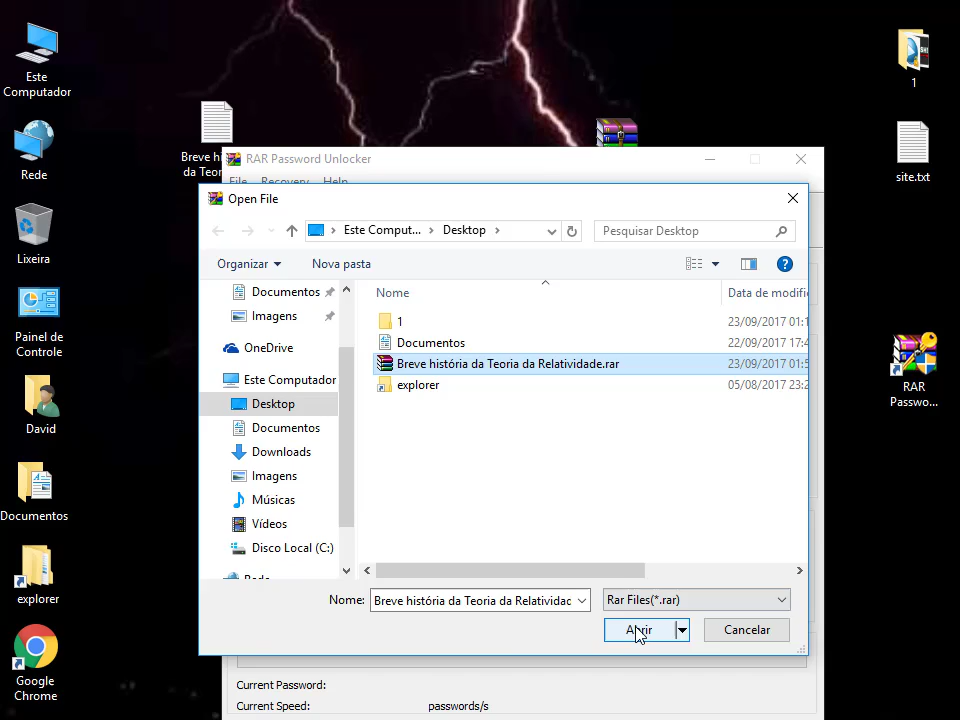 Este
Computador
Rede
Lixeira
Painel de
Controle
David
Documentos
explorer
Google
Chrome
1
site.txt
RAR
Passwo...
Breve hi
da Teor
RAR Password Unlocker
File Recovery Help
Open File
Este Comput... Desktop
Pesquisar Desktop
Organizar Nova pasta
Documentos
Imagens
OneDrive
Este Computador
Desktop
Documentos
Downloads
Imagens
Músicas
Vídeos
Disco Local (C:)
Rede
Nome Data de modifi
1 23/09/2017 01:1
Documentos 22/09/2017 17:4
Breve história da Teoria da Relatividade.rar 23/09/2017 01:5
explorer 05/08/2017 23:2
Nome: Breve história da Teoria da Relatividad Rar Files(*.rar)
Abrir Cancelar
Current Password:
Current Speed: passwords/s